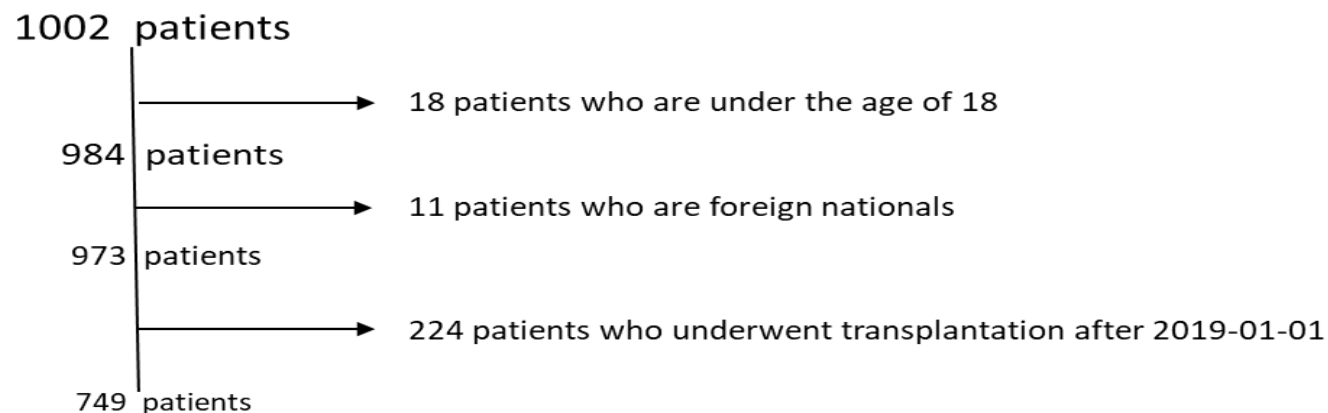 1002 patients
18 patients who are under the age of 18
984 patients
11 patients who are foreign nationals
973 patients
224 patients who underwent transplantation after 2019-01-01
749 patients